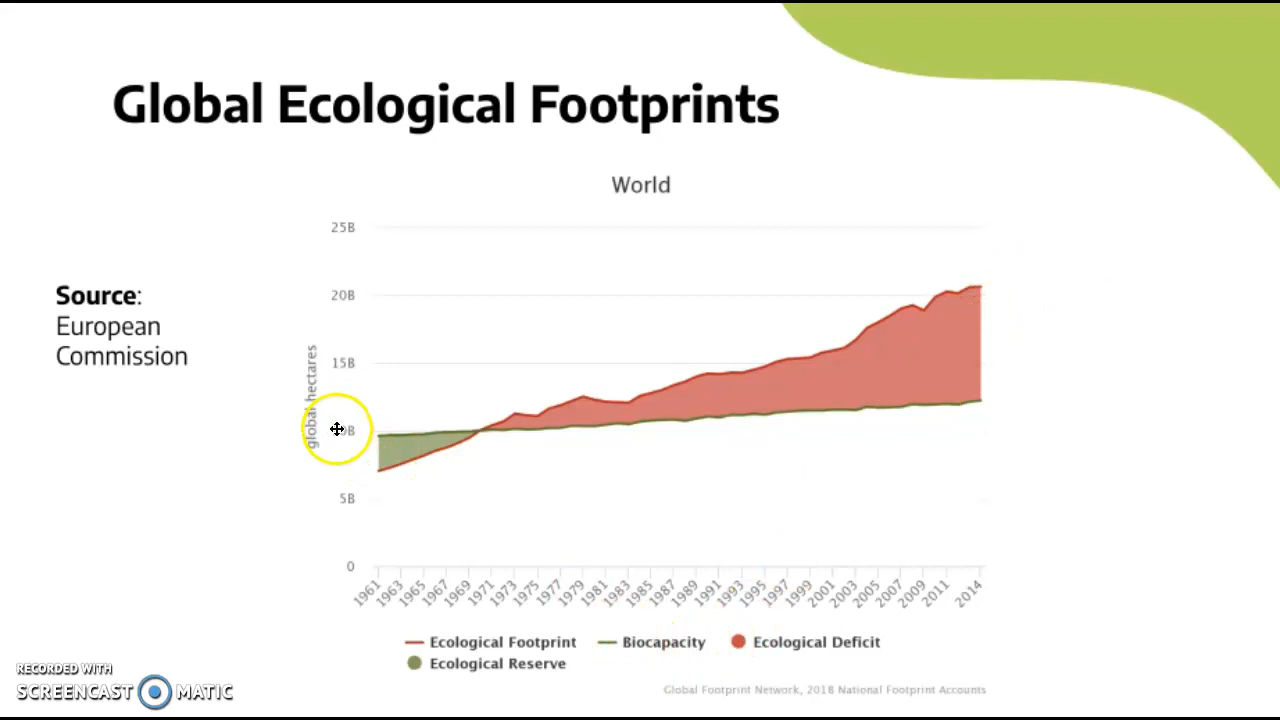 Global Ecological Footprints
World
Source:
European
Commission
global hectares
25B
20B
15B
5B
0
1961
1963
1965
1967
1969
1971
1973
1975
1977
1979
1981
1983
1985
1987
1989
1991
1993
1995
1997
1999
2001
2003
2005
2007
2009
2011
2014
Ecological Footprint Biocapacity Ecological Deficit
Ecological Reserve
Global Footprint Network, 2018 National Footprint Accounts
RECORDED WITH
SCREENCAST MATIC